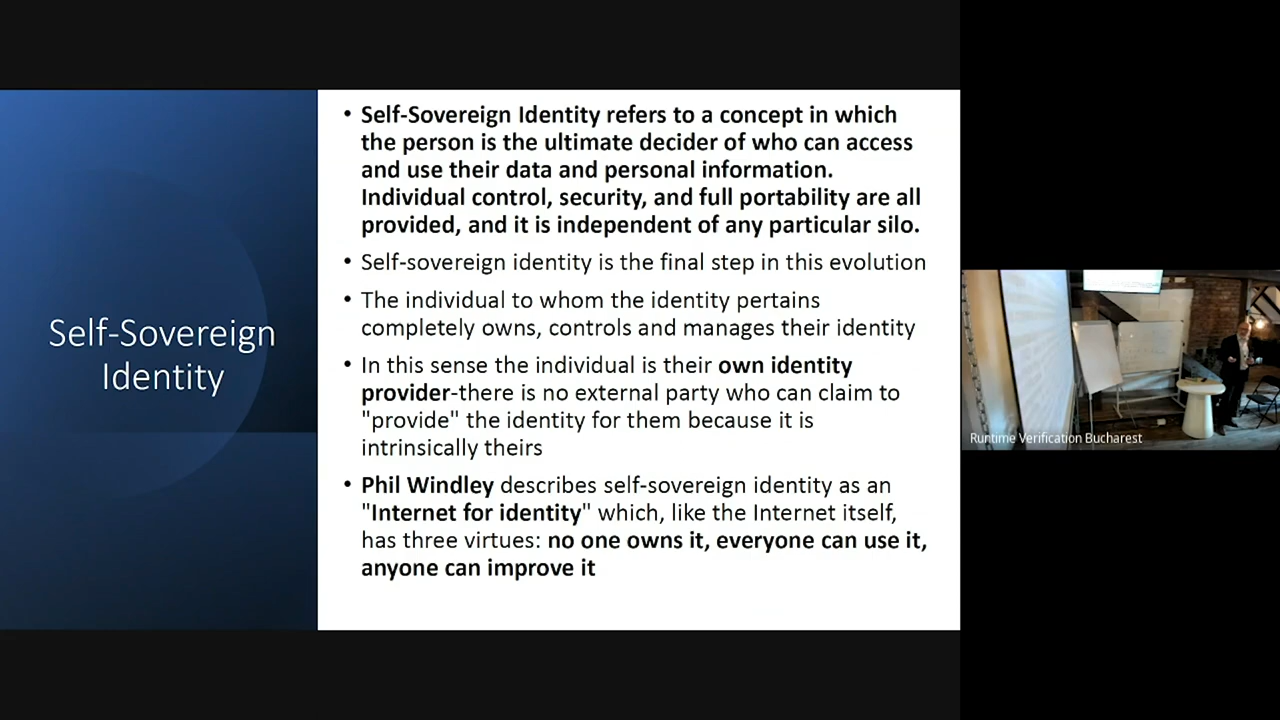 Self-Sovereign
Identity
• Self-Sovereign Identity refers to a concept in which
the person is the ultimate decider of who can access
and use their data and personal information.
Individual control, security, and full portability are all
provided, and it is independent of any particular silo.
• Self-sovereign identity is the final step in this evolution
• The individual to whom the identity pertains
completely owns, controls and manages their identity
• In this sense the individual is their own identity
provider-there is no external party who can claim to
"provide" the identity for them because it is
intrinsically theirs
• Phil Windley describes self-sovereign identity as an
"Internet for identity" which, like the Internet itself,
has three virtues: no one owns it, everyone can use it,
anyone can improve it
Runtime Verification Bucharest